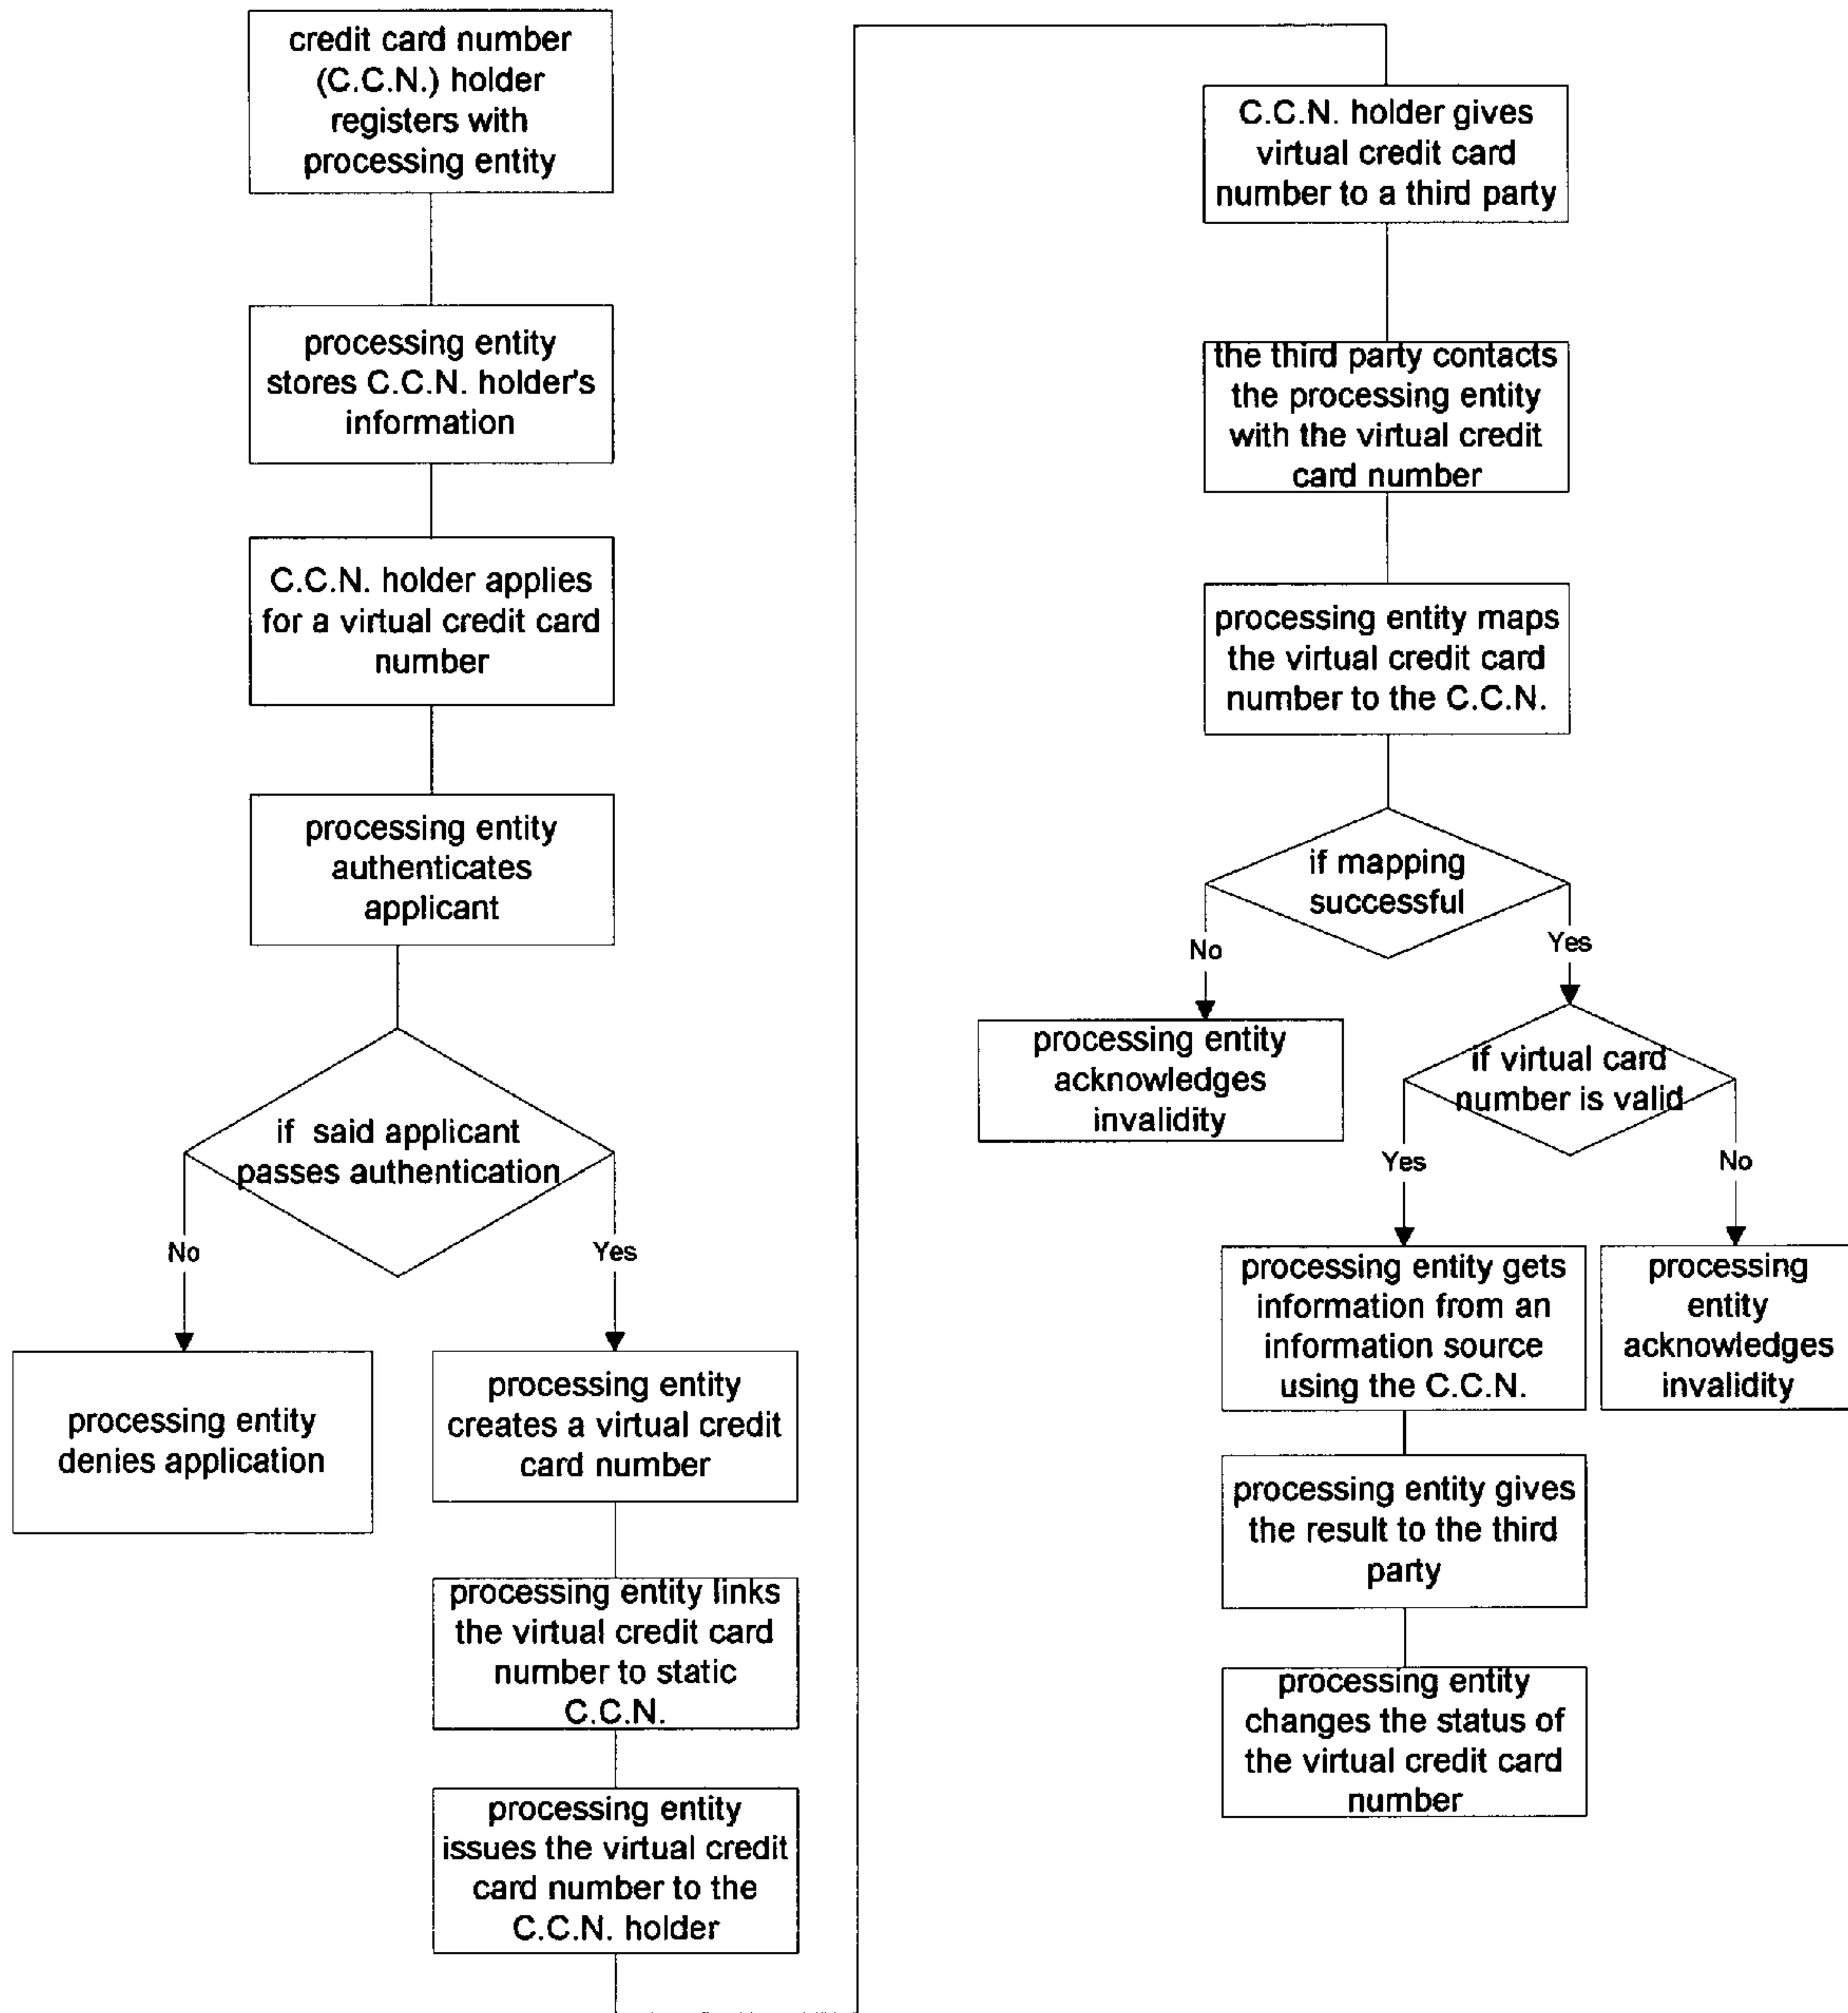 credit card number
(C.C.N.) holder
registers with
processing entity
processing entity
stores C.C.N. holder's
information
C.C.N. holder applies
for a virtual credit card
number
processing entity
authenticates
applicant
if said applicant
passes authentication
No
Yes
processing entity
denies application
processing entity
creates a virtual credit
card number
processing entity links
the virtual credit card
number to static
C.C.N.
processing entity
issues the virtual credit
card number to the
C.C.N. holder
C.C.N. holder gives
virtual credit card
number to a third party
the third party contacts
the processing entity
with the virtual credit
card number
processing entity maps
the virtual credit card
number to the C.C.N.
if mapping
successful
No
Yes
processing entity
acknowledges
invalidity
if virtual card
number is valid
Yes
No
processing entity gets
information from an
information source
using the C.C.N.
processing
entity
acknowledges
invalidity
processing entity gives
the result to the third
party
processing entity
changes the status of
the virtual credit card
number